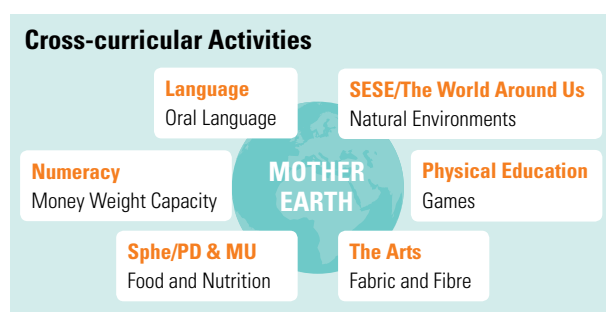 Cross-curricular Activities
Language
Oral Language
SESE/The World Around Us
Natural Environments
Numeracy
Money Weight Capacity
MOTHER
EARTH
Physical Education
Games
Sphe/PD & MU
Food and Nutrition
The Arts
Fabric and Fibre